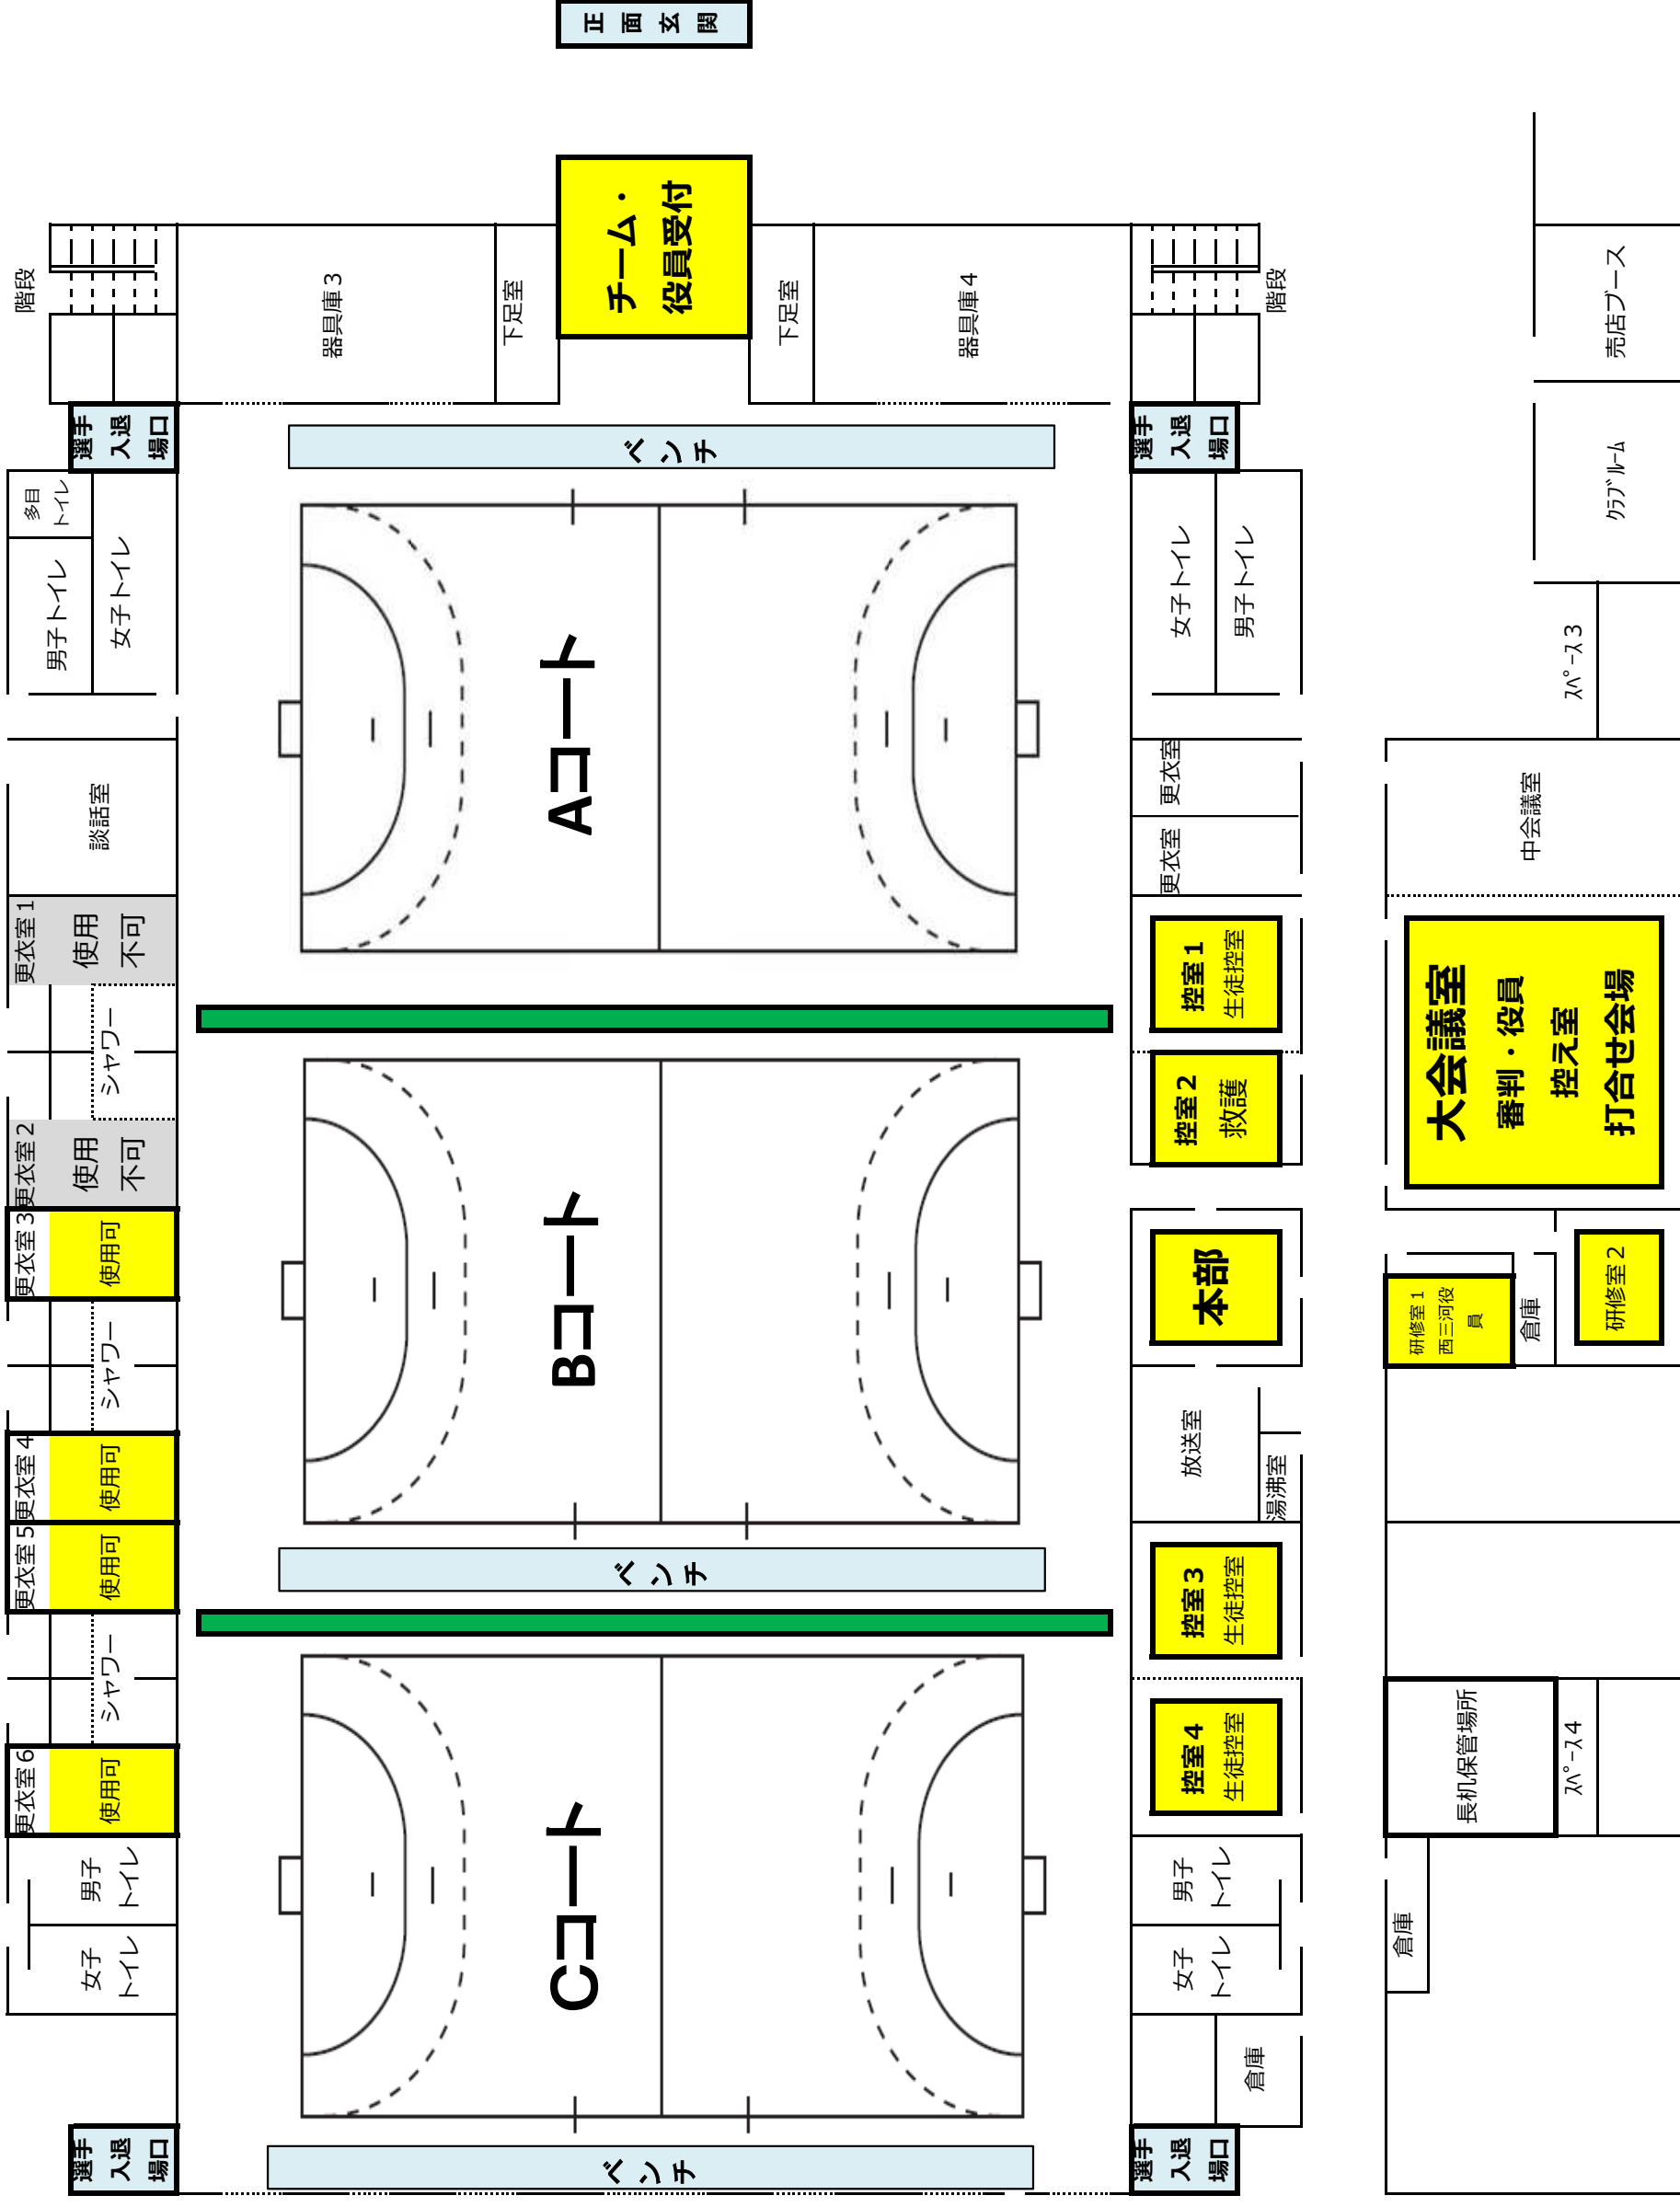 正面玄関
チーム・
役員受付
階段
器具庫３
下足室
下足室
器具庫４
階段
選手
入退
場口
ベンチ
選手
入退
場口
売店ブース
ｸﾗﾌﾞﾙｰﾑ
ｽﾍﾟｰｽ３
多目
トイレ
男子トイレ
女子トイレ
女子トイレ
男子トイレ
談話室
Aコート
更衣室
更衣室
中会議室
更衣室１
使用
不可
シャワー
更衣室２
使用
不可
控室１
生徒控室
控室２
救護
大会議室
審判・役員
控え室
打合せ会場
更衣室３
使用可
シャワー
Bコート
本部
研修室１
西三河役
員
倉庫
研修室２
更衣室４
使用可
放送室
湯沸室
更衣室５
使用可
ベンチ
控室３
生徒控室
シャワー
更衣室６
使用可
控室４
生徒控室
長机保管場所
ｽﾍﾟｰｽ４
Cコート
男子
トイレ
女子
トイレ
男子
トイレ
女子
トイレ
倉庫
倉庫
選手
入退
場口
ベンチ
選手
入退
場口